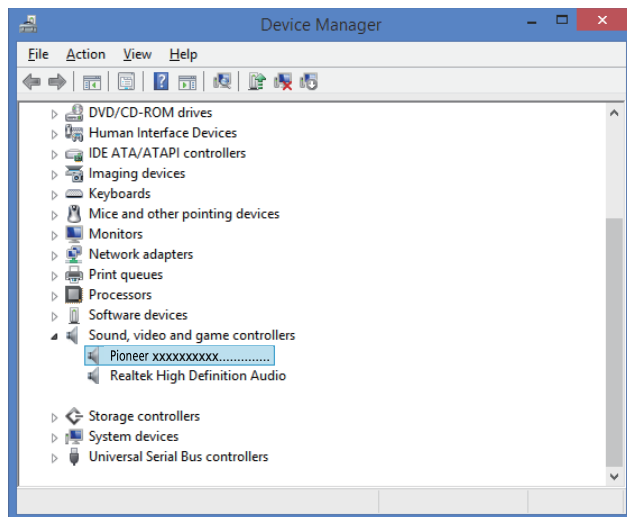 Device Manager
File Action View Help
DVD/CD-ROM drives
Human Interface Devices
IDE ATA/ATAPI controllers
Imaging devices
Keyboards
Mice and other pointing devices
Monitors
Network adapters
Print queues
Processors
Software devices
Sound, video and game controllers
Pioneer xxxxxxxxxx.............
Realtek High Definition Audio
Storage controllers
System devices
Universal Serial Bus controllers